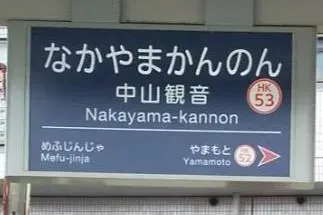 なかやまかんのん
中山観音
HK
53
Nakayama-kannon
めふじんじゃ
Mefu-jinja
やまもと
Yamamoto
HK
52